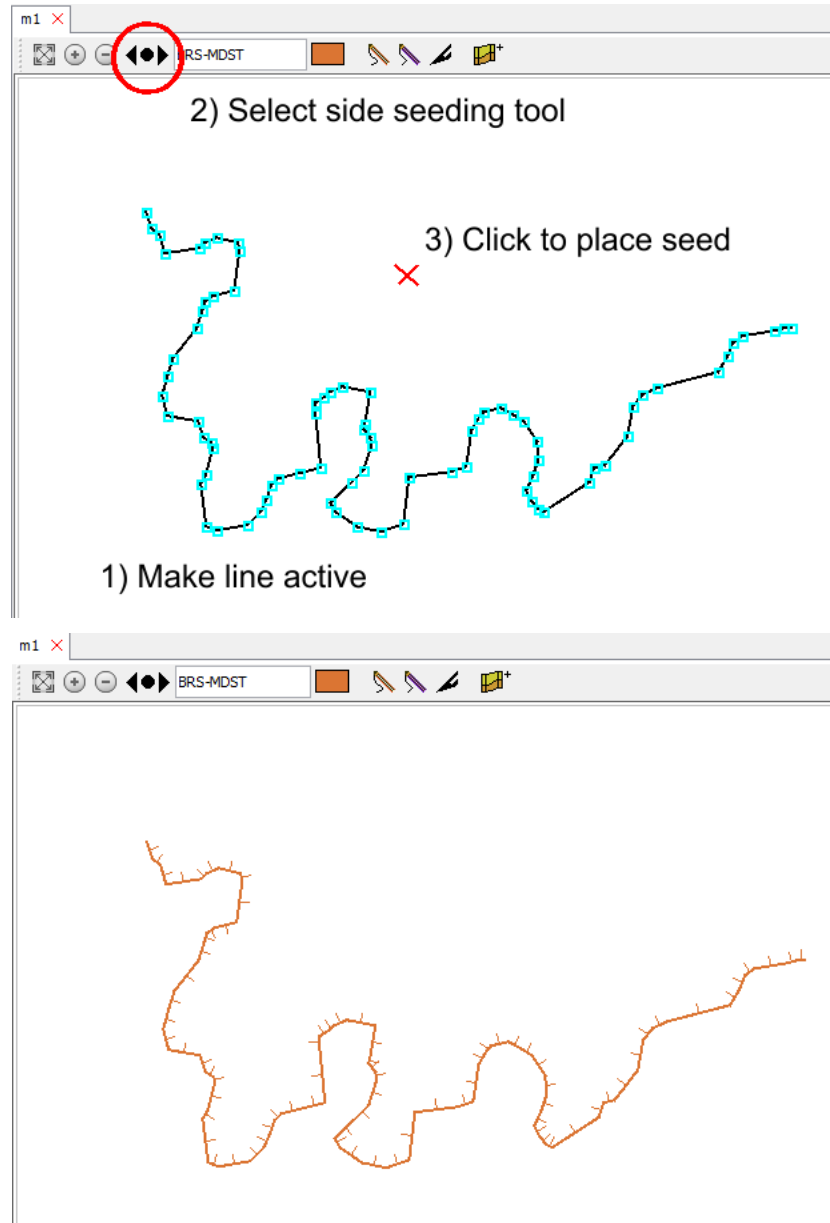 m1
BRS-MDST
2) Select side seeding tool
3) Click to place seed
1) Make line active
m1
BRS-MDST